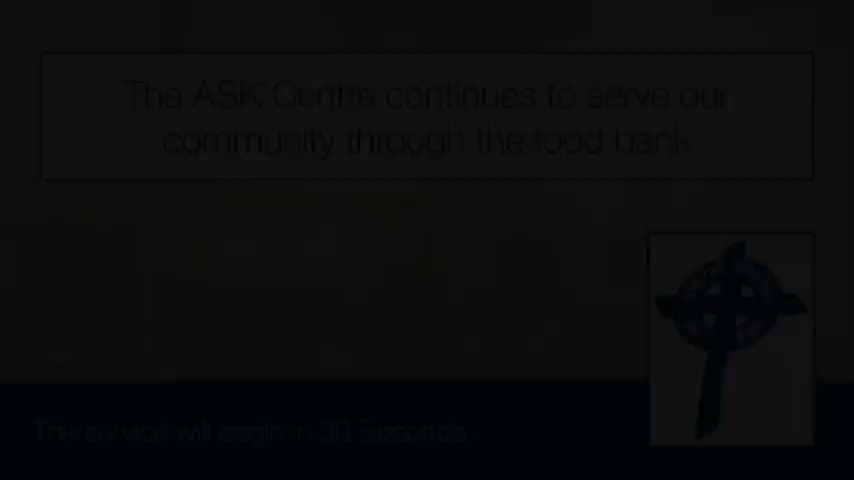 The ASK Centre continues to serve our
community through the food bank
The service will begin in 30 Seconds